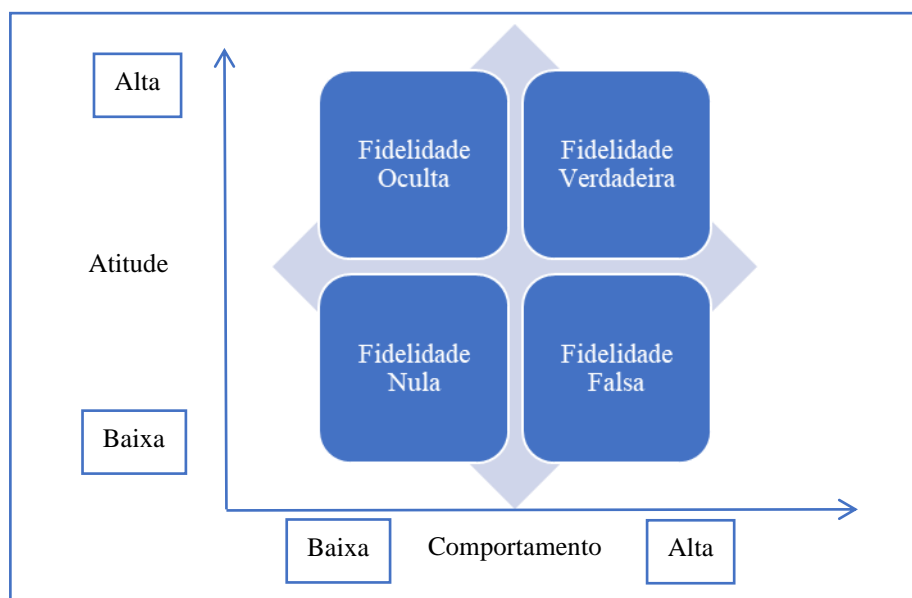 Alta
Fidelidade
Oculta
Fidelidade
Verdadeira
Atitude
Fidelidade
Nula
Fidelidade
Falsa
Baixa
Baixa
Comportamento
Alta